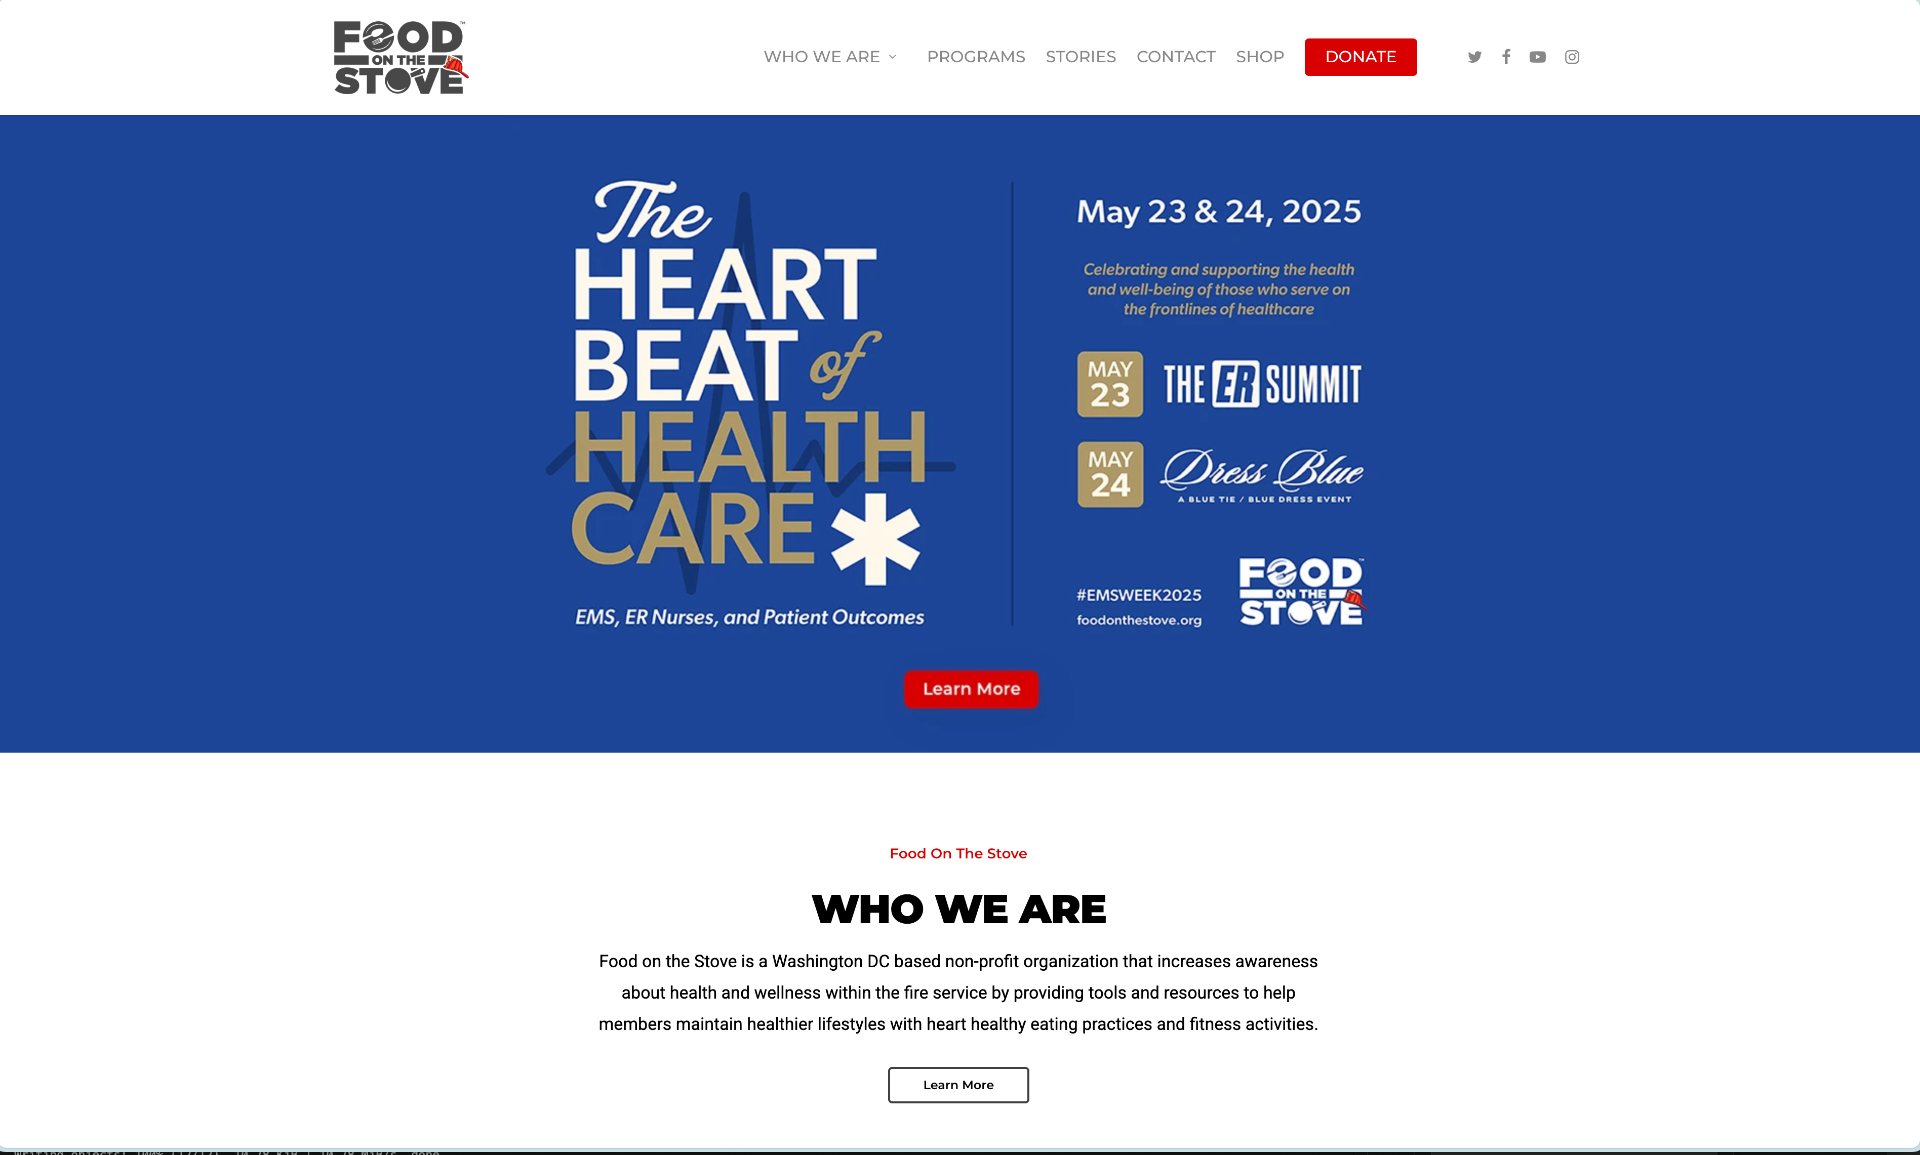 FOOD
ON THE
STOVE
WHO WE ARE PROGRAMS STORIES CONTACT SHOP DONATE
The
HEART
BEAT of
HEALTH
CARE
EMS, ER Nurses, and Patient Outcomes
May 23 & 24, 2025
Celebrating and supporting the health
and well-being of those who serve on
the frontlines of healthcare
MAY
23
THE ER SUMMIT
MAY
24
Dress Blue
A BLUE TIE / BLUE DRESS EVENT
#EMSWEEK2025
foodonthestove.org
FOOD
ON THE
STOVE
Learn More
Food On The Stove
WHO WE ARE
Food on the Stove is a Washington DC based non-profit organization that increases awareness
about health and wellness within the fire service by providing tools and resources to help
members maintain healthier lifestyles with heart healthy eating practices and fitness activities.
Learn More